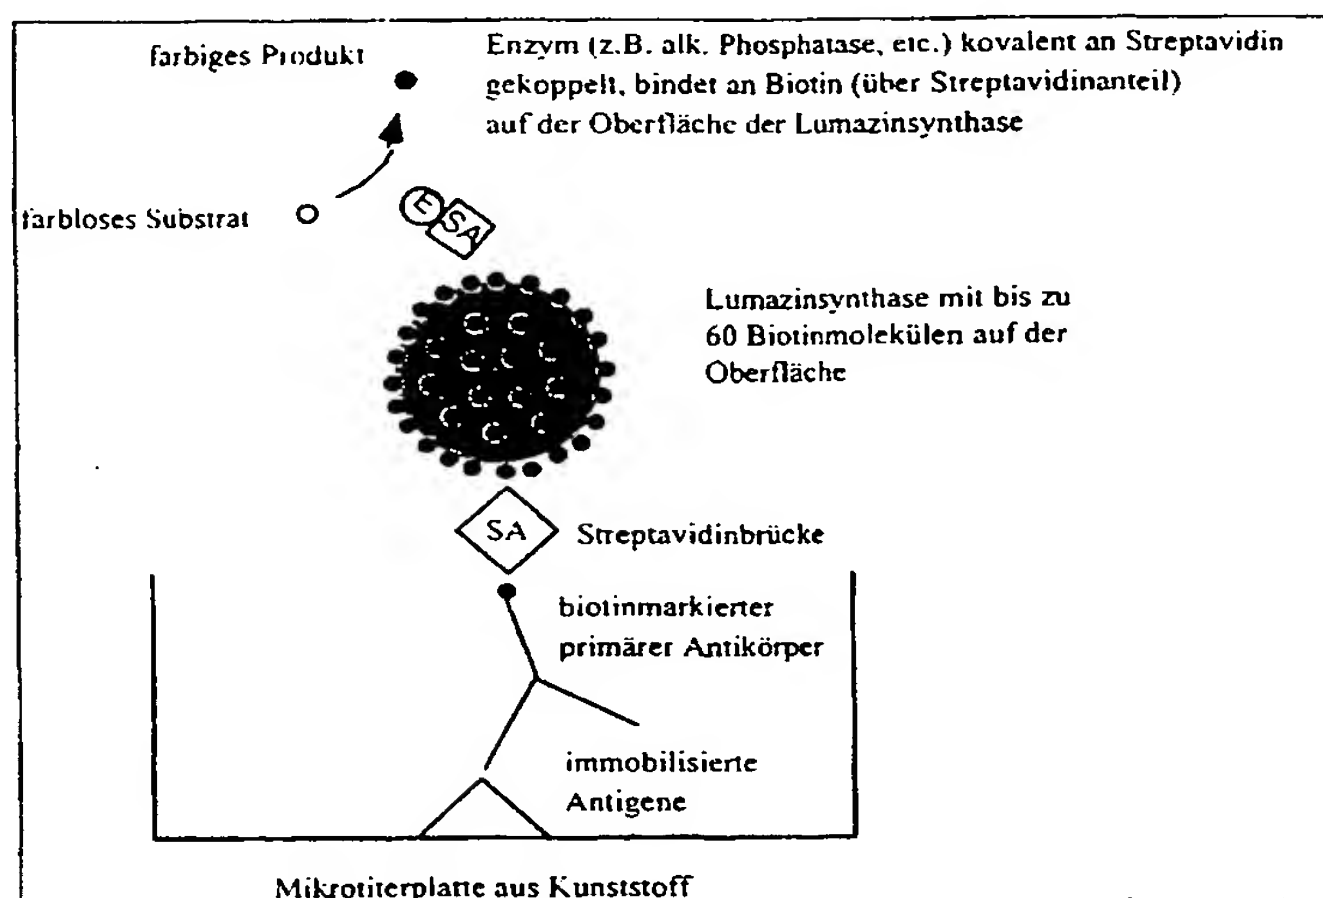 farbiges Produkt
Enzym (z.B. alk. Phosphatase, etc.) kovalent an Streptavidin
gekoppelt, bindet an Biotin (über Streptavidinanteil)
auf der Oberfläche der Lumazinsynthase
farbloses Substrat
E
SA
Lumazinsynthase mit bis zu
60 Biotinmolekülen auf der
Oberfläche
SA
Streptavidinbrücke
biotinmarkierter
primärer Antikörper
immobilisierte
Antigene
Mikrotiterplatte aus Kunststoff